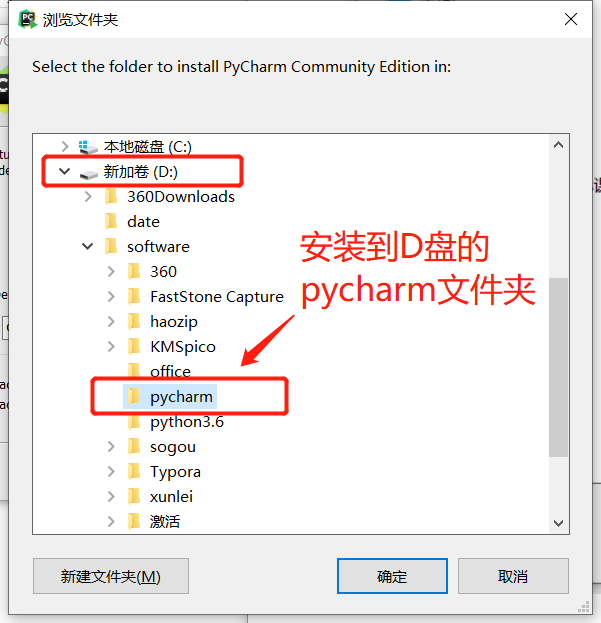 浏览文件夹
Select the folder to install PyCharm Community Edition in:
本地磁盘 (C:)
新加卷 (D:)
360Downloads
date
software
360
FastStone Capture
haozip
KMSpico
office
pycharm
python3.6
sogou
Typora
xunlei
激活
安装到D盘的
pycharm文件夹
新建文件夹(M)
确定
取消